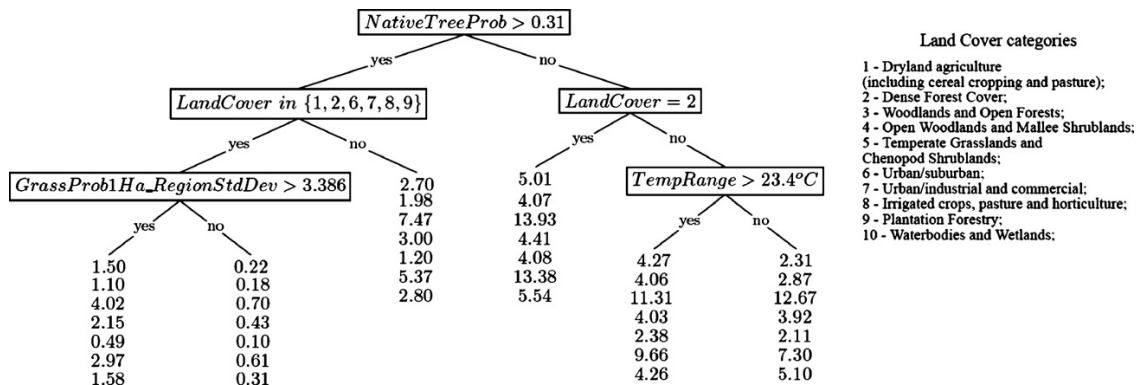 NativeTreeProb > 0.31
yes
no
LandCover in {1, 2, 6, 7, 8, 9}
LandCover = 2
yes
no
yes
no
GrassProb1Ha_RegionStdDev > 3.386
TempRange > 23.4°C
yes
no
yes
no
1.50
1.10
4.02
2.15
0.49
2.97
1.58
0.22
0.18
0.70
0.43
0.10
0.61
0.31
2.70
1.98
7.47
3.00
1.20
5.37
2.80
5.01
4.07
13.93
4.41
4.08
13.38
5.54
4.27
4.06
11.31
4.03
2.38
9.66
4.26
2.31
2.87
12.67
3.92
2.11
7.30
5.10
Land Cover categories
1 - Dryland agriculture
(including cereal cropping and pasture);
2 - Dense Forest Cover;
3 - Woodlands and Open Forests;
4 - Open Woodlands and Mallee Shrublands;
5 - Temperate Grasslands and
Chenopod Shrublands;
6 - Urban/suburban;
7 - Urban/industrial and commercial;
8 - Irrigated crops, pasture and horticulture;
9 - Plantation Forestry;
10 - Waterbodies and Wetlands;